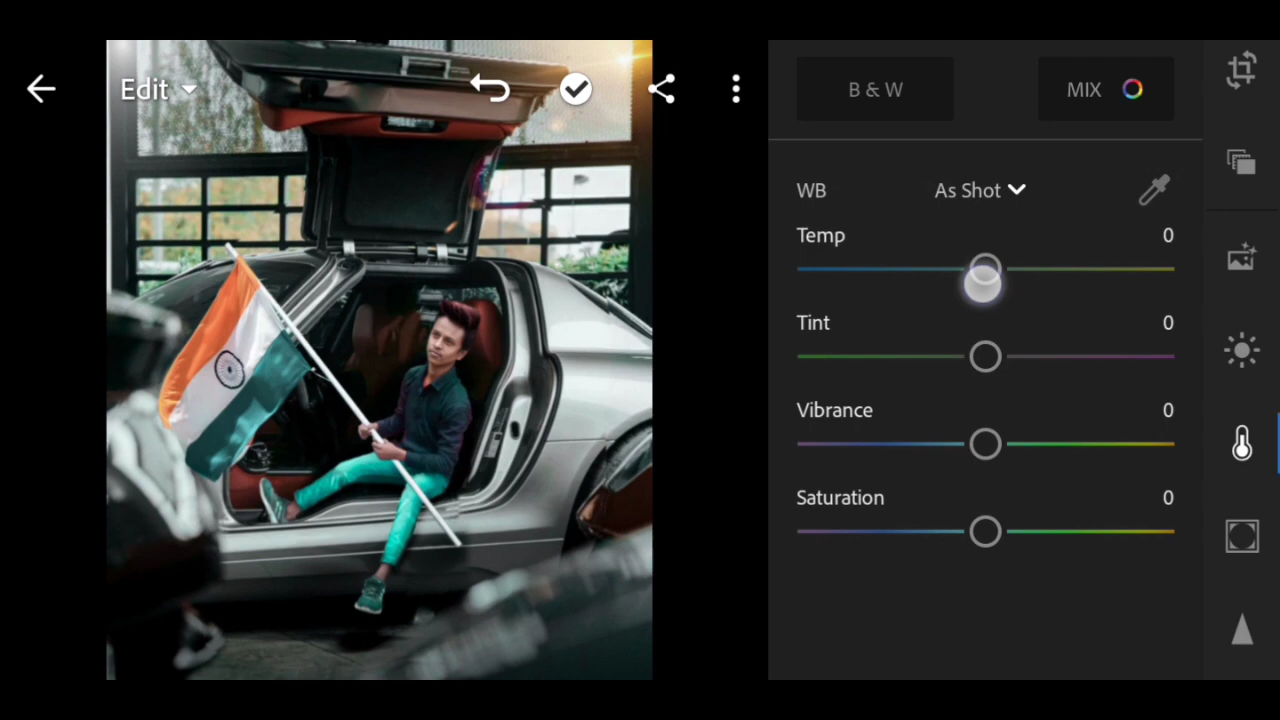 Edit
B & W
MIX
WB
As Shot
Temp
0
Tint
0
Vibrance
0
Saturation
0